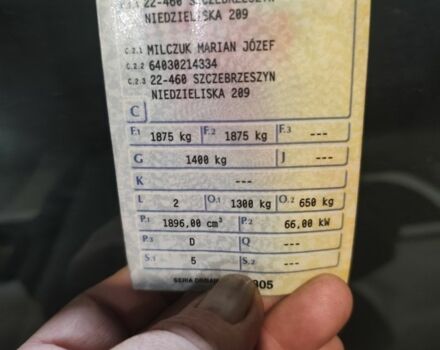 C.1.1 22-460 SZCZEBRZESZYN
NIEDZIELISKA 209
C.2.1 MILCZUK MARIAN JÓZEF
C.2.2 64030214334
C.2.3 22-460 SZCZEBRZESZYN
NIEDZIELISKA 209
C
F.1 1875 kg F.2 1875 kg F.3 ---
G 1400 kg J ---
K ---
L 2 O.1 1300 kg O.2 650 kg
P.1 1896,00 cm³ P.2 66,00 kW
P.3 D Q ---
S.1 5 S.2 ---
SERIA 905